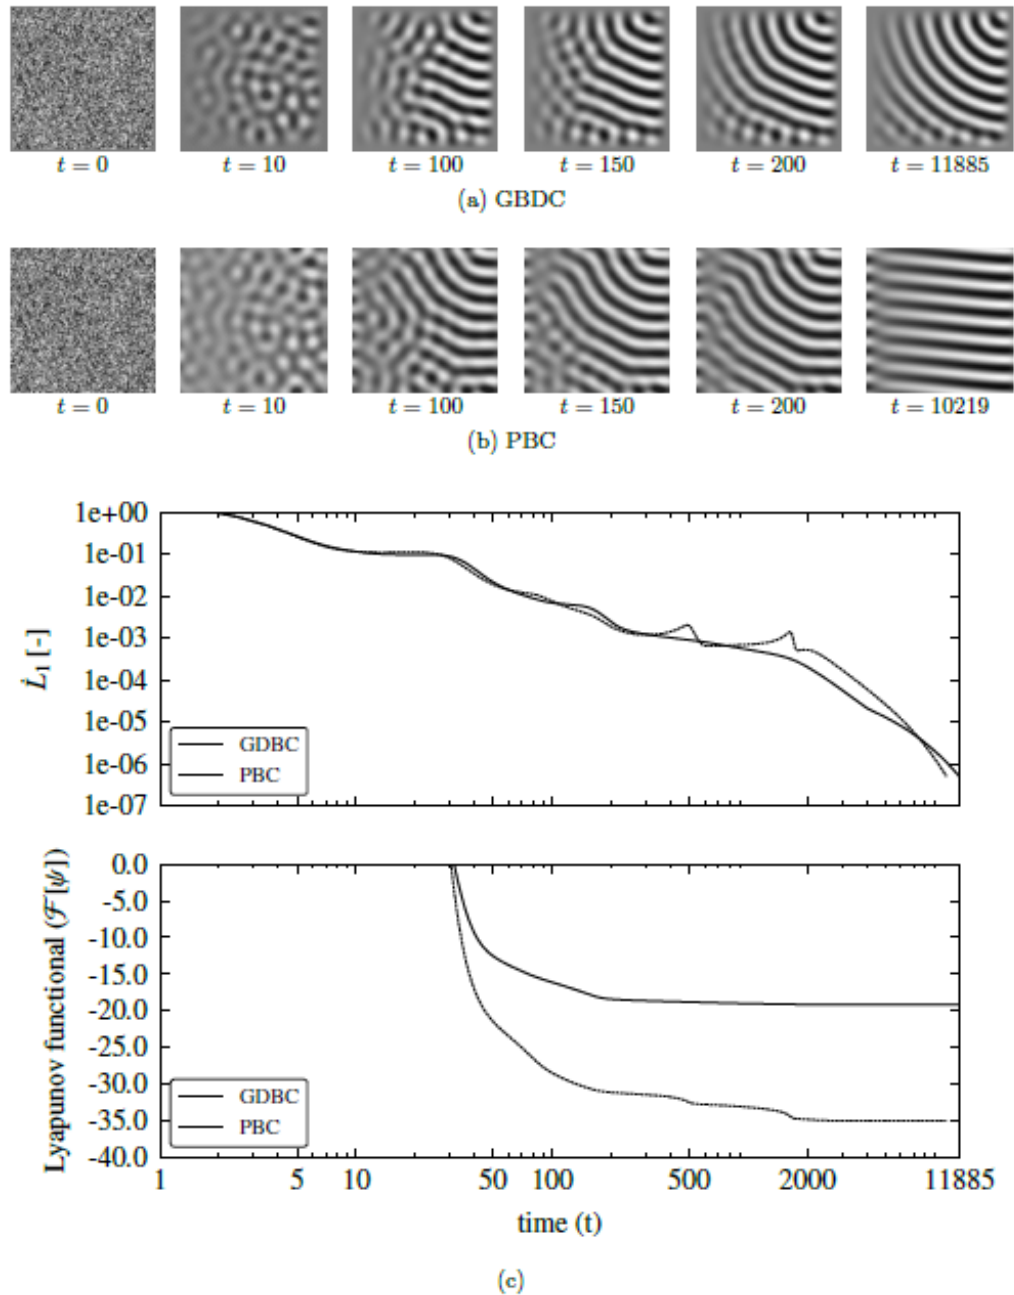 t = 0 t = 10 t = 100 t = 150 t = 200 t = 11885
(a) GBDC
t = 0 t = 10 t = 100 t = 150 t = 200 t = 10219
(b) PBC
1e+00
1e-01
1e-02
1e-03
1e-04
1e-05
1e-06
1e-07
L̇₁ [-]
GDBC
PBC
0.0
-5.0
-10.0
-15.0
-20.0
-25.0
-30.0
-35.0
-40.0
Lyapunov functional (𝓕[ψ])
GDBC
PBC
1 5 10 50 100 500 2000 11885
time (t)
(c)